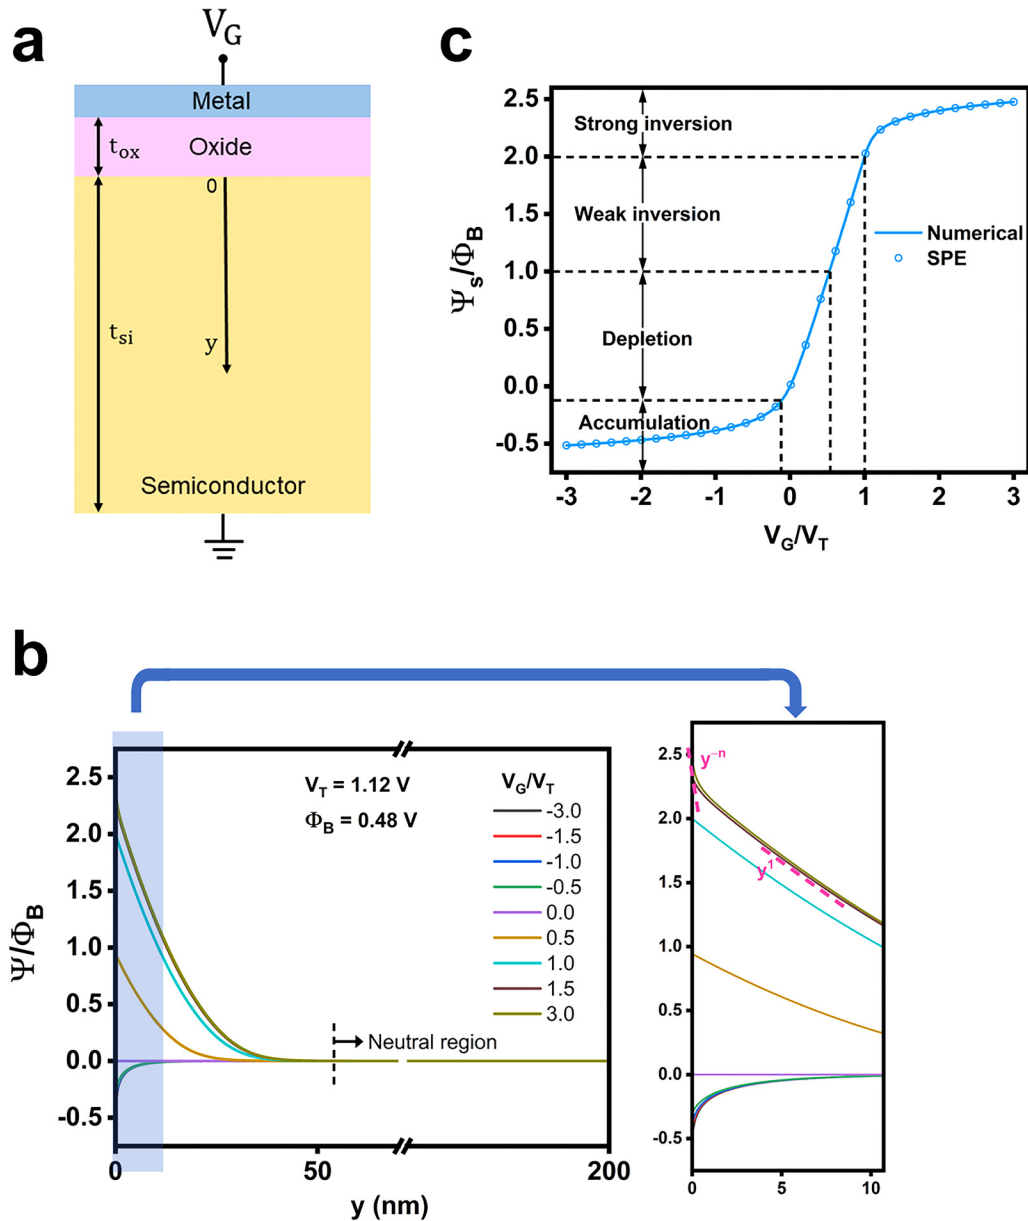 a
V_G
Metal
t_ox
Oxide
0
t_si
y
Semiconductor
c
Ψ_s/Φ_B
2.5
2.0
1.5
1.0
0.5
0.0
-0.5
Strong inversion
Weak inversion
Depletion
Accumulation
Numerical
SPE
-3 -2 -1 0 1 2 3
V_G/V_T
b
Ψ/Φ_B
2.5
2.0
1.5
1.0
0.5
0.0
-0.5
V_T = 1.12 V
Φ_B = 0.48 V
V_G/V_T
-3.0
-1.5
-1.0
-0.5
0.0
0.5
1.0
1.5
3.0
Neutral region
0 50 200
y (nm)
2.5
2.0
1.5
1.0
0.5
0.0
-0.5
y⁻ⁿ
y¹
0 5 10